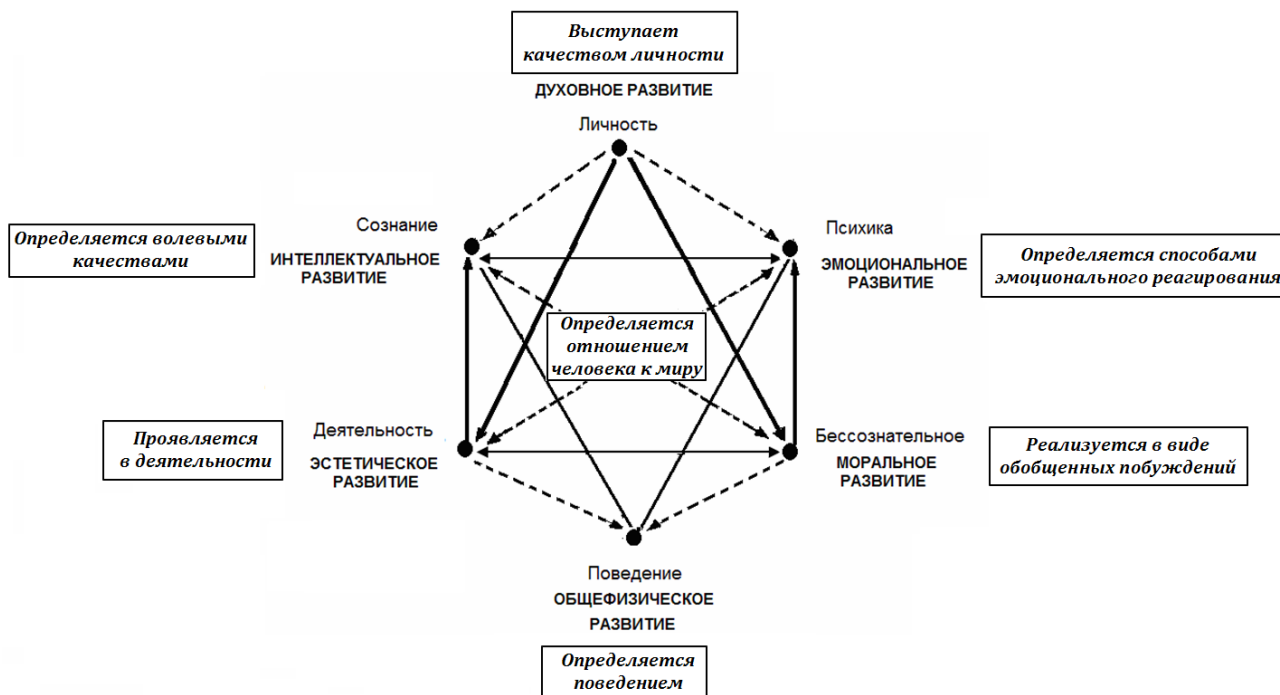 Выступает
качеством личности
ДУХОВНОЕ РАЗВИТИЕ
Личность
Сознание
Определяется волевыми
качествами
ИНТЕЛЛЕКТУАЛЬНОЕ
РАЗВИТИЕ
Психика
ЭМОЦИОНАЛЬНОЕ
РАЗВИТИЕ
Определяется способами
эмоционального реагирования
Определяется
отношением
человека к миру
Проявляется
в деятельности
Деятельность
ЭСТЕТИЧЕСКОЕ
РАЗВИТИЕ
Бессознательное
МОРАЛЬНОЕ
РАЗВИТИЕ
Реализуется в виде
обобщенных побуждений
Поведение
ОБЩЕФИЗИЧЕСКОЕ
РАЗВИТИЕ
Определяется
поведением